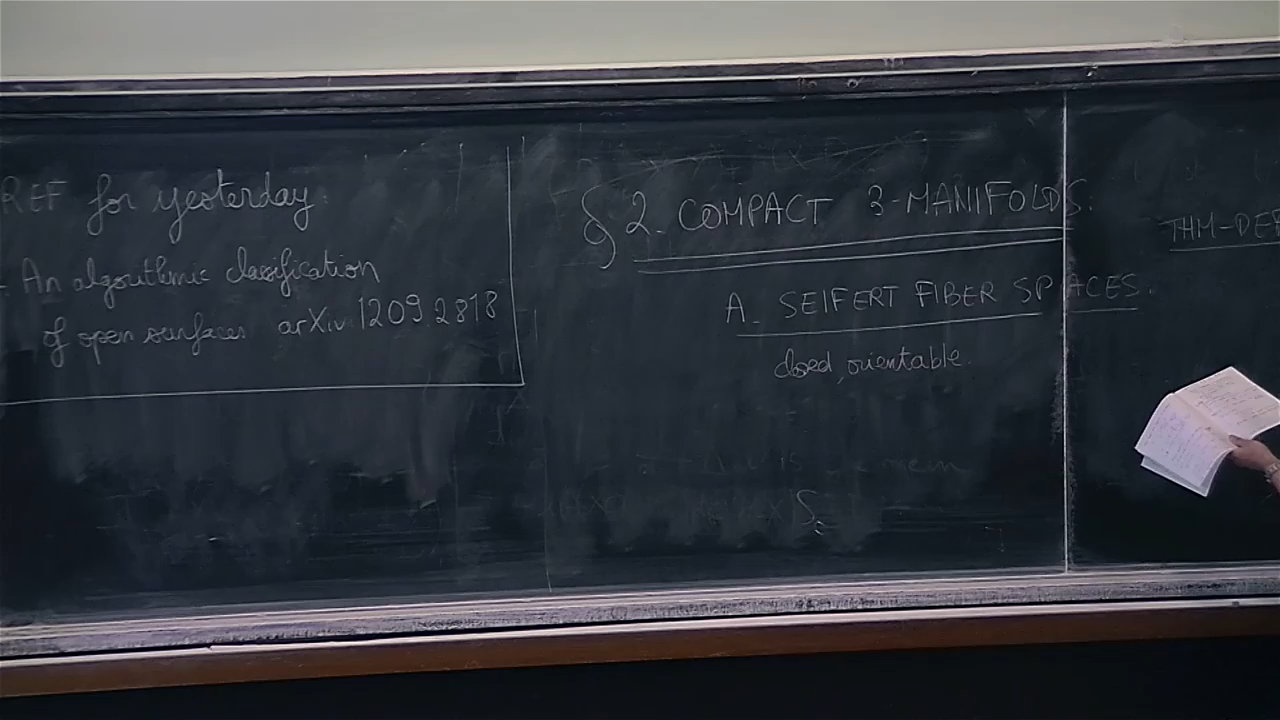 REF for yesterday:
- An algorithmic classification
of open surfaces arXiv 1209.2818
§ 2. COMPACT 3-MANIFOLDS.
A. SEIFERT FIBER SPACES.
closed, orientable.
THM-DEF